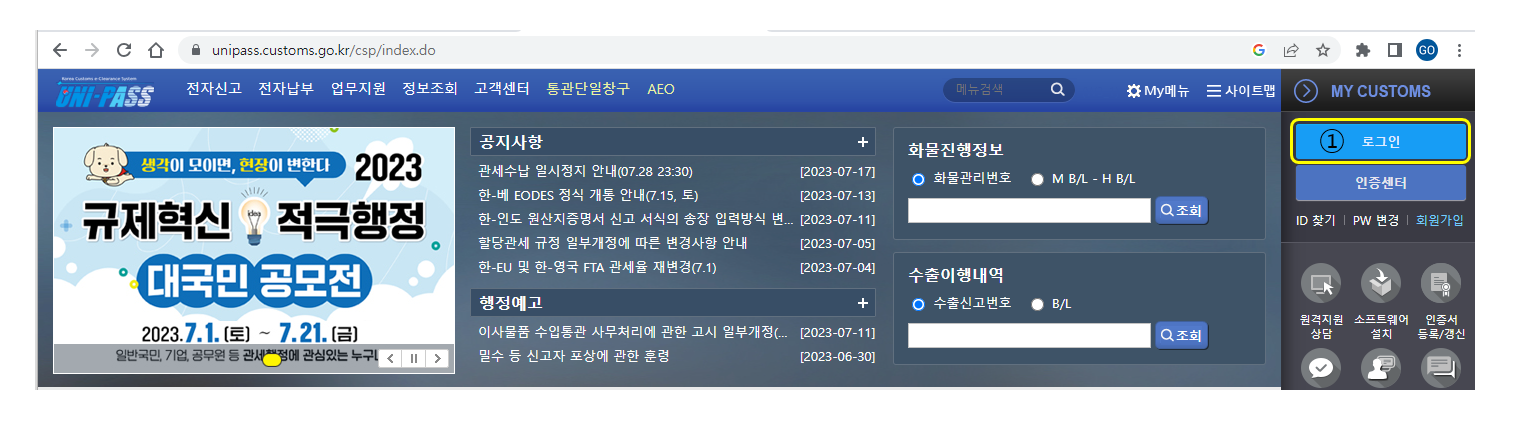 unipass.customs.go.kr/csp/index.do
GO
Korea Customs e-Clearance System
UNI-PASS
전자신고 전자납부 업무지원 정보조회 고객센터 통관단일창구 AEO
메뉴검색
My메뉴
사이트맵
MY CUSTOMS
생각이 모이면, 현장이 변한다 2023
규제혁신 idea 적극행정
대국민 공모전
2023.7.1. (토) ~ 7.21. (금)
일반국민, 기업, 공무원 등 관세행정에 관심있는 누구나
공지사항
관세수납 일시정지 안내(07.28 23:30) [2023-07-17]
한-베 EODES 정식 개통 안내(7.15, 토) [2023-07-13]
한-인도 원산지증명서 신고 서식의 송장 입력방식 변... [2023-07-11]
할당관세 규정 일부개정에 따른 변경사항 안내 [2023-07-05]
한-EU 및 한-영국 FTA 관세율 재변경(7.1) [2023-07-04]
행정예고
이사물품 수입통관 사무처리에 관한 고시 일부개정(... [2023-07-11]
밀수 등 신고자 포상에 관한 훈령 [2023-06-30]
화물진행정보
화물관리번호 M B/L - H B/L
조회
수출이행내역
수출신고번호 B/L
조회
① 로그인
인증센터
ID 찾기 | PW 변경 | 회원가입
원격지원 상담
소프트웨어 설치
인증서 등록/갱신